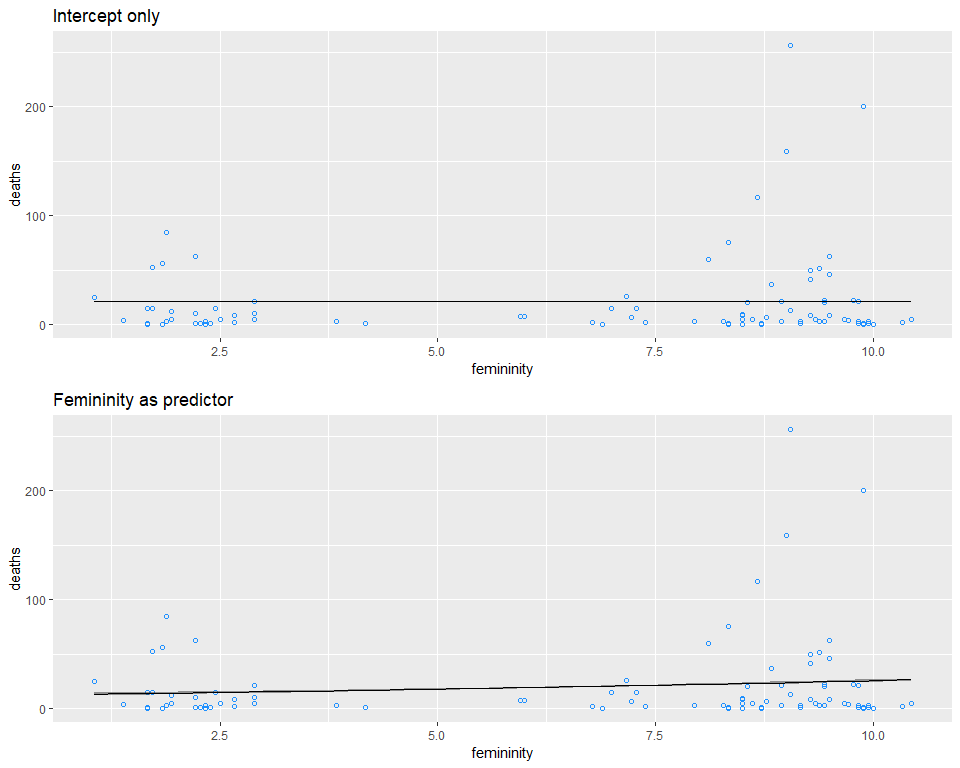 Intercept only
200
100
0
deaths
2.5 5.0 7.5 10.0
femininity
Femininity as predictor
200
100
0
deaths
2.5 5.0 7.5 10.0
femininity